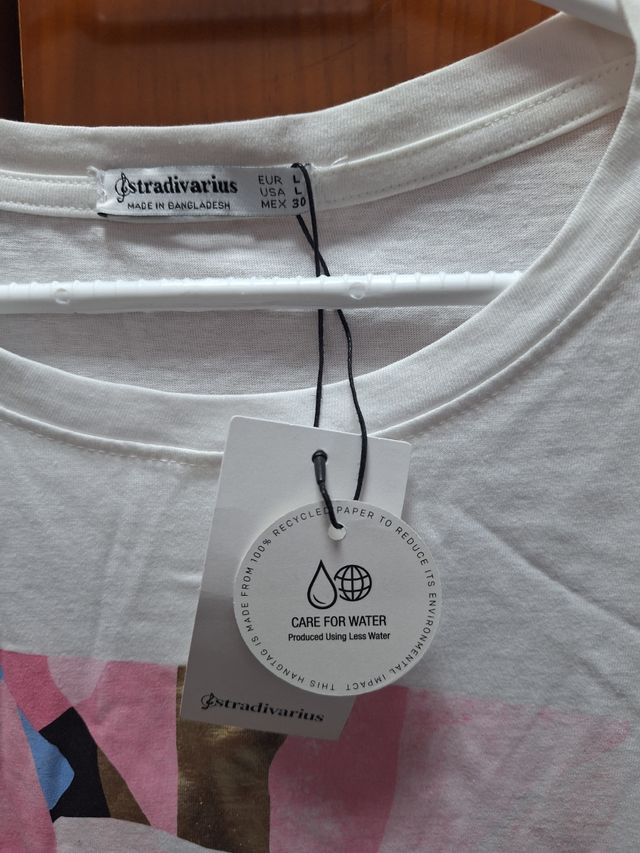 stradivarius
MADE IN BANGLADESH
EUR L
USA L
MEX 30
THIS HANGTAG IS MADE FROM 100% RECYCLED PAPER TO REDUCE ITS ENVIRONMENTAL IMPACT
CARE FOR WATER
Produced Using Less Water
stradivarius